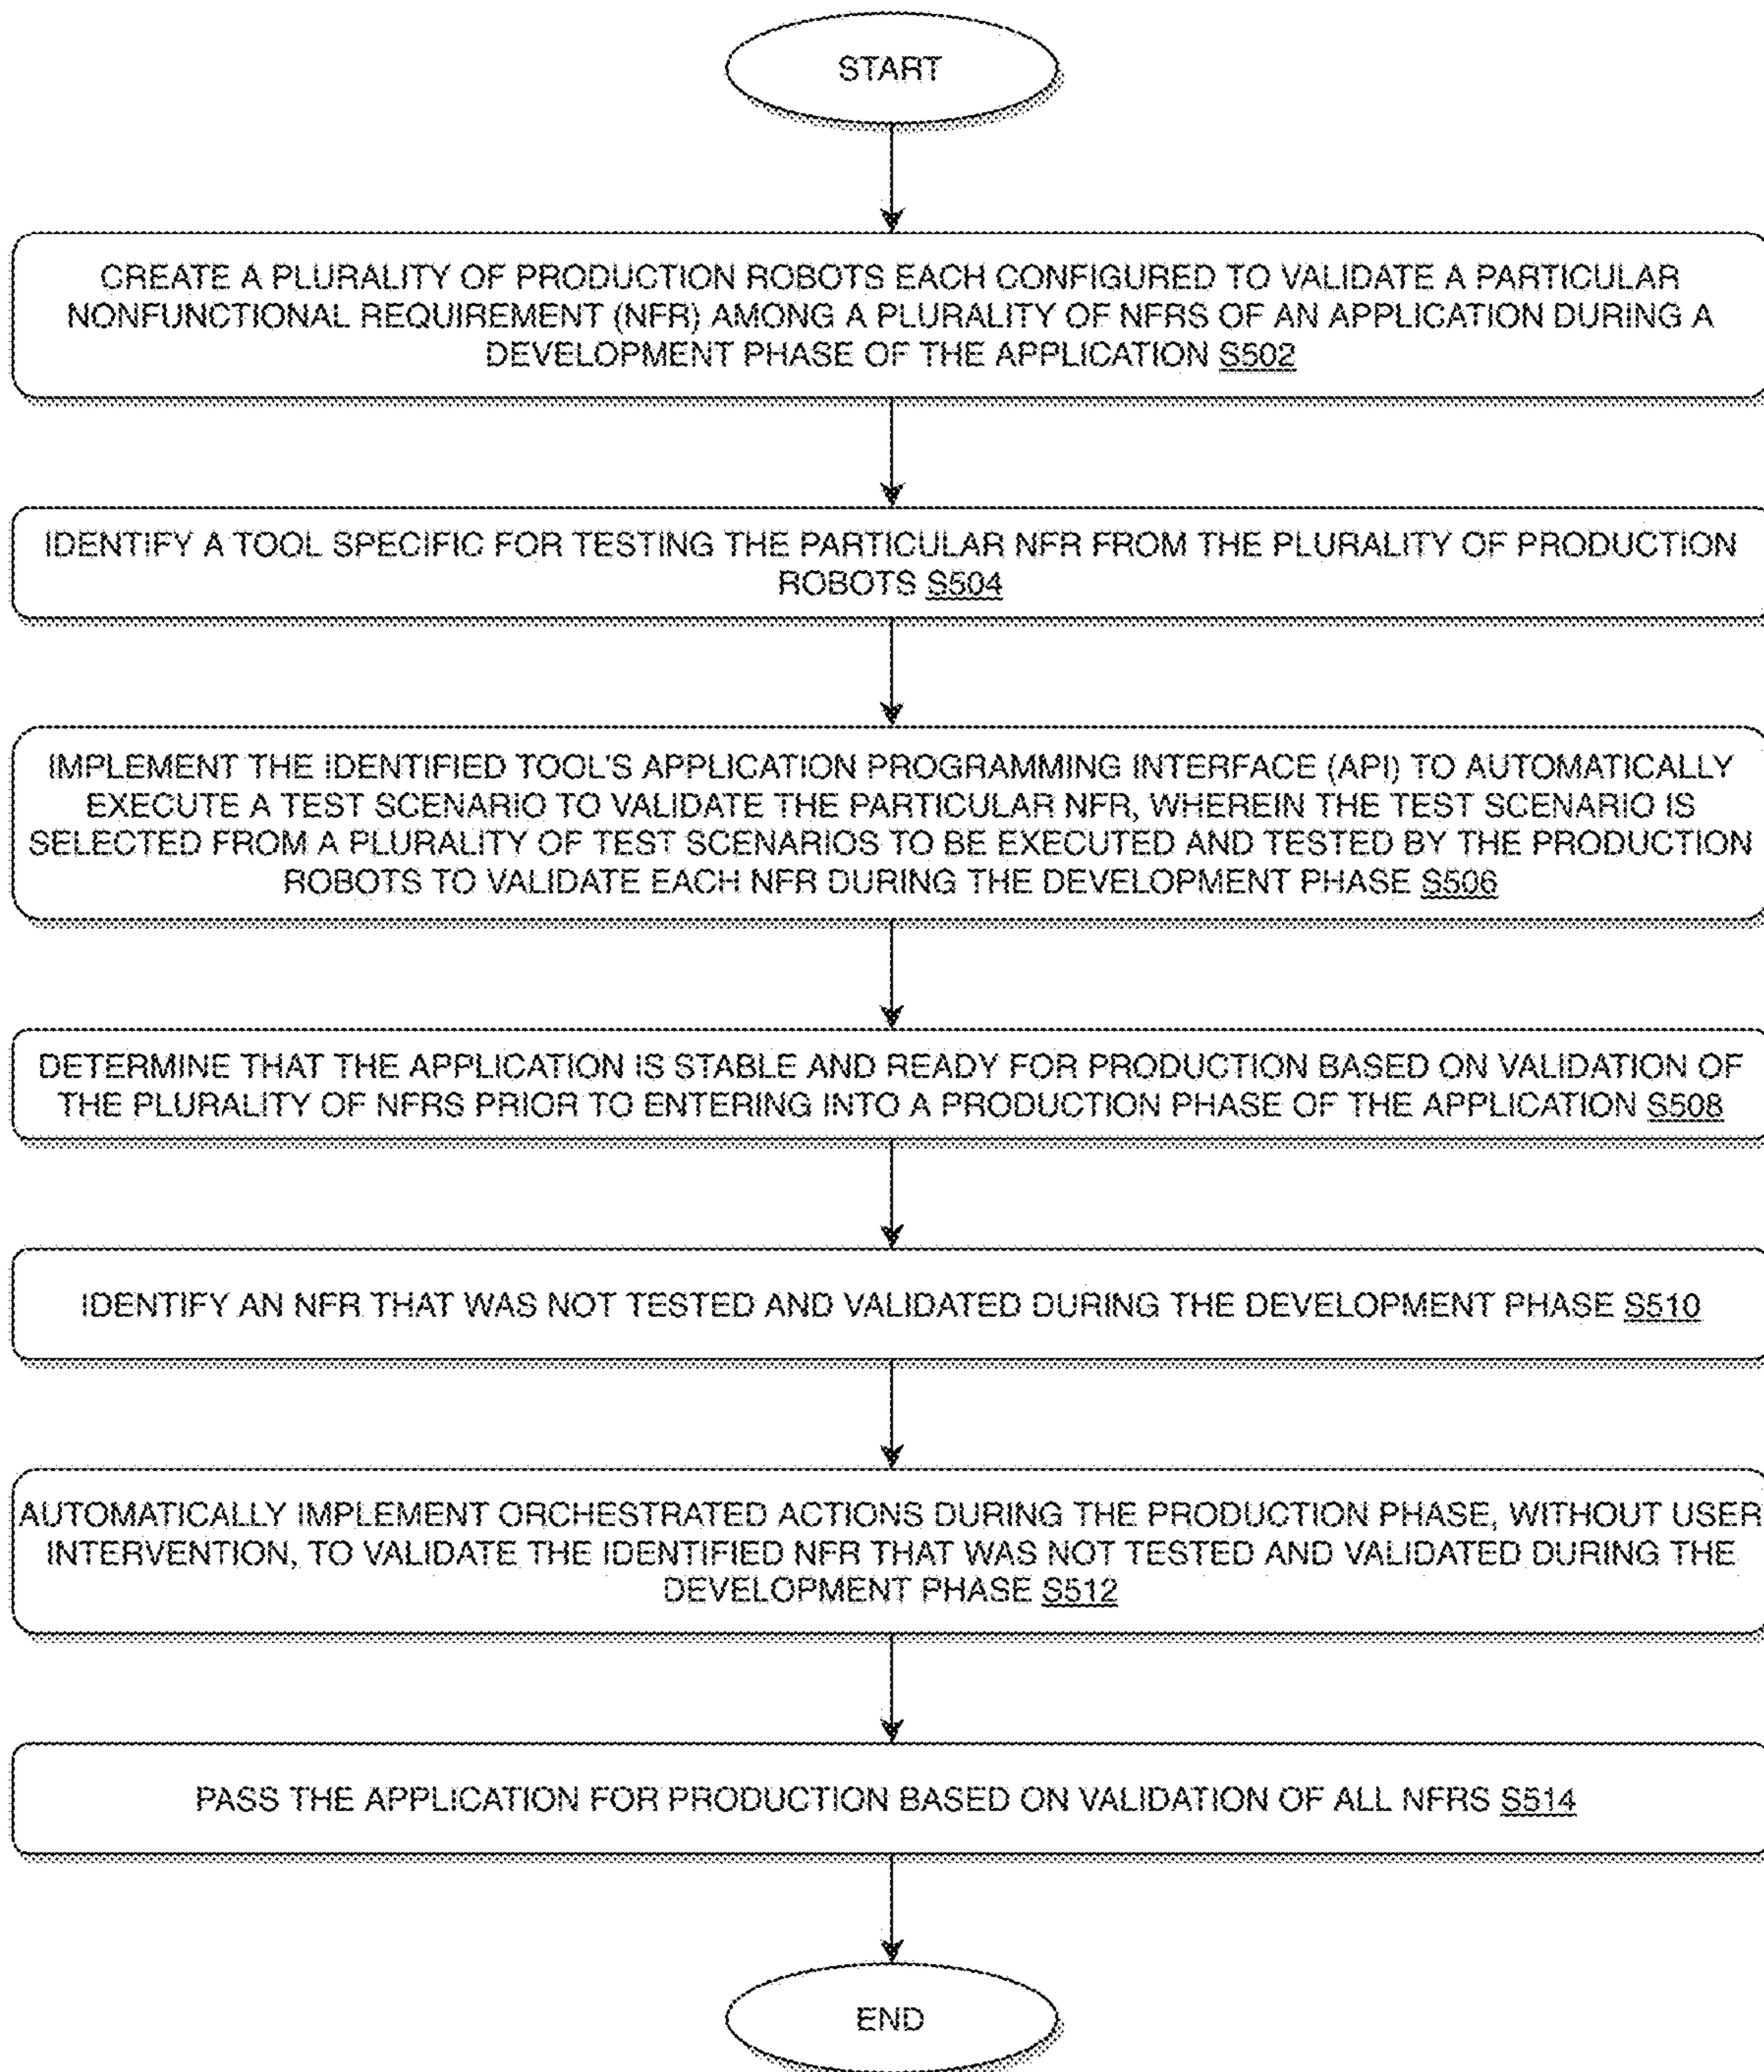 START
CREATE A PLURALITY OF PRODUCTION ROBOTS EACH CONFIGURED TO VALIDATE A PARTICULAR
NONFUNCTIONAL REQUIREMENT (NFR) AMONG A PLURALITY OF NFRS OF AN APPLICATION DURING A
DEVELOPMENT PHASE OF THE APPLICATION S502
IDENTIFY A TOOL SPECIFIC FOR TESTING THE PARTICULAR NFR FROM THE PLURALITY OF PRODUCTION
ROBOTS S504
IMPLEMENT THE IDENTIFIED TOOL'S APPLICATION PROGRAMMING INTERFACE (API) TO AUTOMATICALLY
EXECUTE A TEST SCENARIO TO VALIDATE THE PARTICULAR NFR, WHEREIN THE TEST SCENARIO IS
SELECTED FROM A PLURALITY OF TEST SCENARIOS TO BE EXECUTED AND TESTED BY THE PRODUCTION
ROBOTS TO VALIDATE EACH NFR DURING THE DEVELOPMENT PHASE S506
DETERMINE THAT THE APPLICATION IS STABLE AND READY FOR PRODUCTION BASED ON VALIDATION OF
THE PLURALITY OF NFRS PRIOR TO ENTERING INTO A PRODUCTION PHASE OF THE APPLICATION S508
IDENTIFY AN NFR THAT WAS NOT TESTED AND VALIDATED DURING THE DEVELOPMENT PHASE S510
AUTOMATICALLY IMPLEMENT ORCHESTRATED ACTIONS DURING THE PRODUCTION PHASE, WITHOUT USER
INTERVENTION, TO VALIDATE THE IDENTIFIED NFR THAT WAS NOT TESTED AND VALIDATED DURING THE
DEVELOPMENT PHASE S512
PASS THE APPLICATION FOR PRODUCTION BASED ON VALIDATION OF ALL NFRS S514
END